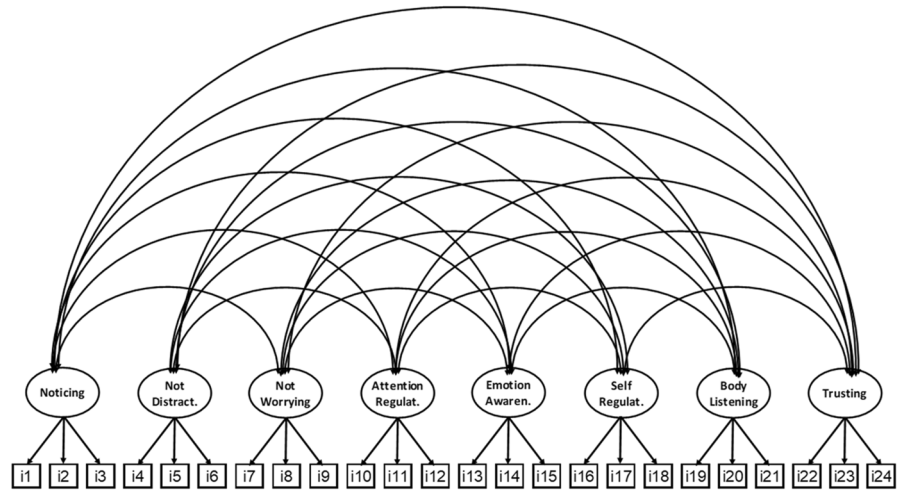 Noticing
Not
Distract.
Not
Worrying
Attention
Regulat.
Emotion
Awaren.
Self
Regulat.
Body
Listening
Trusting
i1 i2 i3 i4 i5 i6 i7 i8 i9 i10 i11 i12 i13 i14 i15 i16 i17 i18 i19 i20 i21 i22 i23 i24